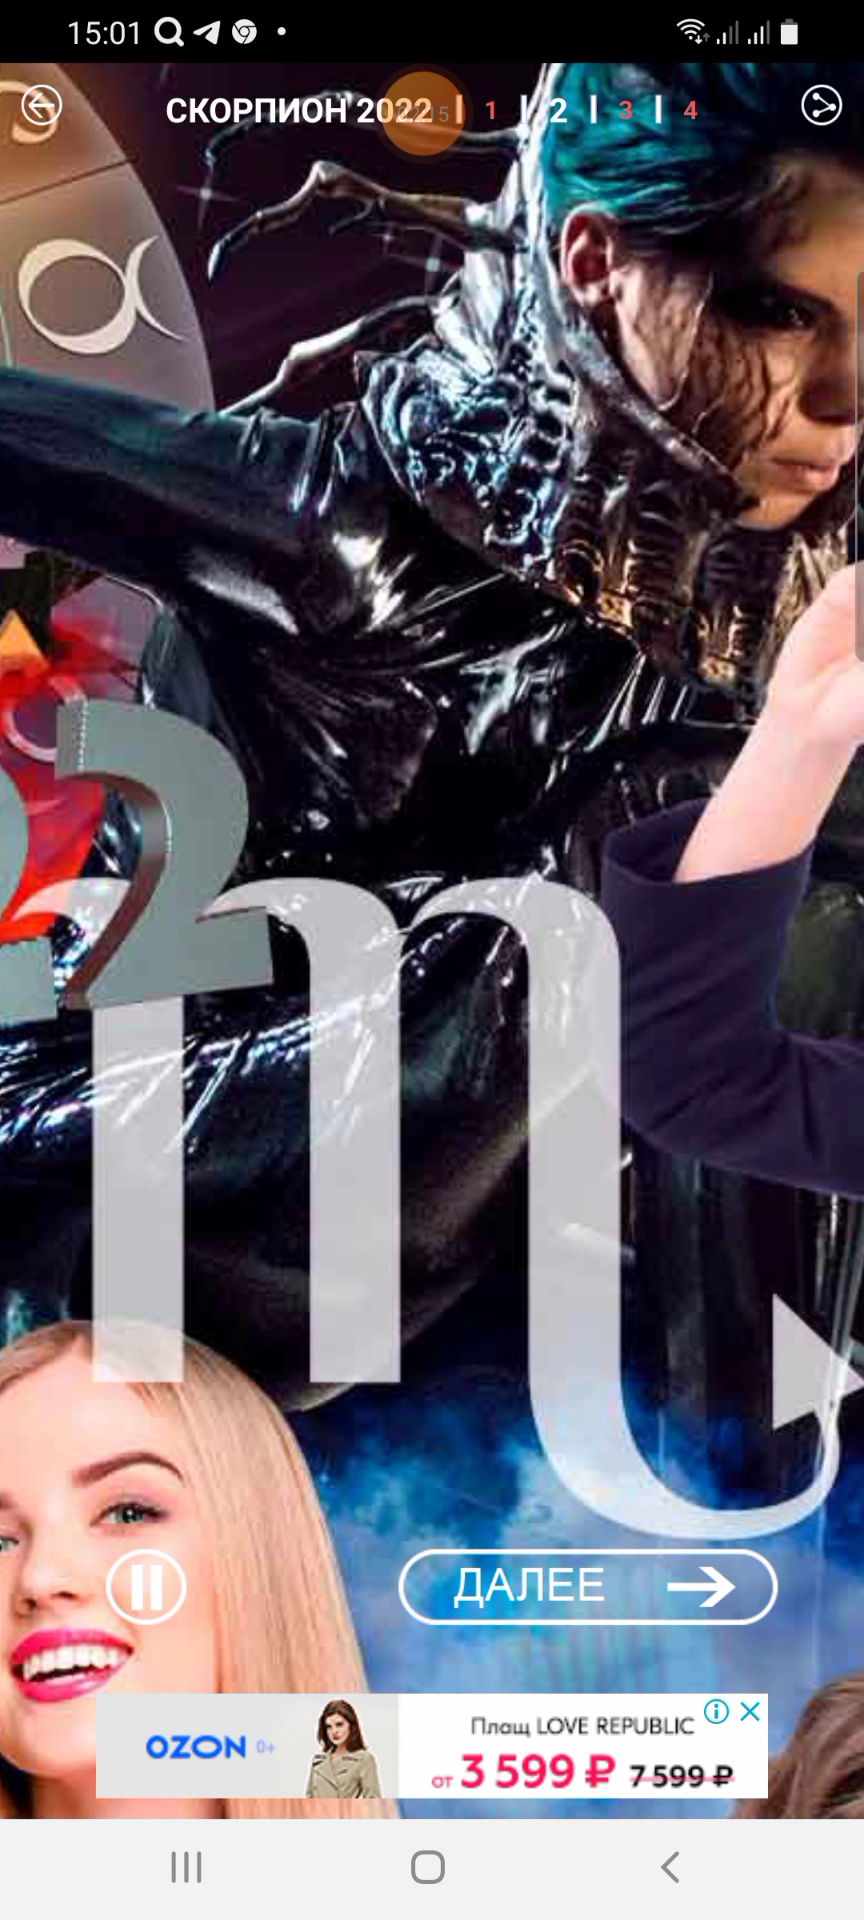 15:01
СКОРПИОН 2022 | 1 | 2 | 3 | 4
ДАЛЕЕ
OZON 0+
Плащ LOVE REPUBLIC
от 3 599 ₽ 7 599 ₽